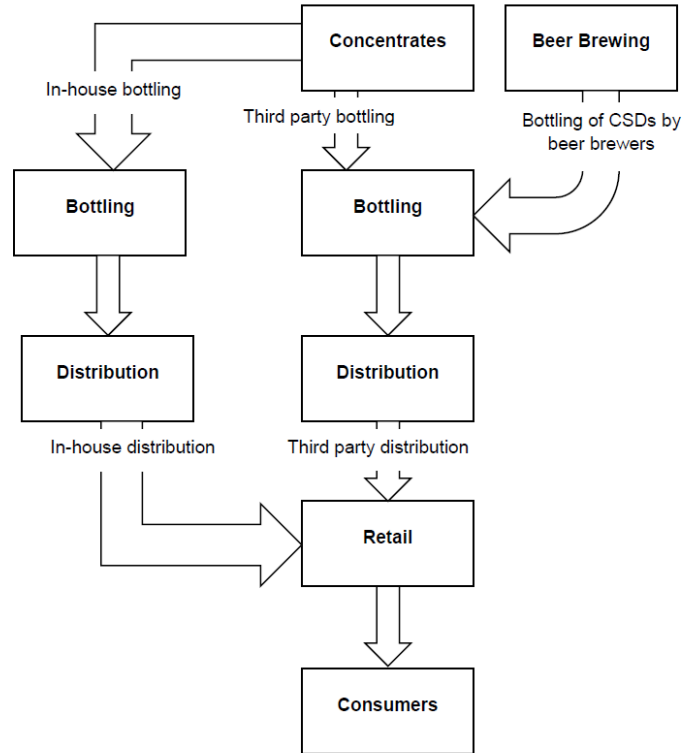 Concentrates
Beer Brewing
In-house bottling
Third party bottling
Bottling of CSDs by
beer brewers
Bottling
Bottling
Distribution
Distribution
In-house distribution
Third party distribution
Retail
Consumers